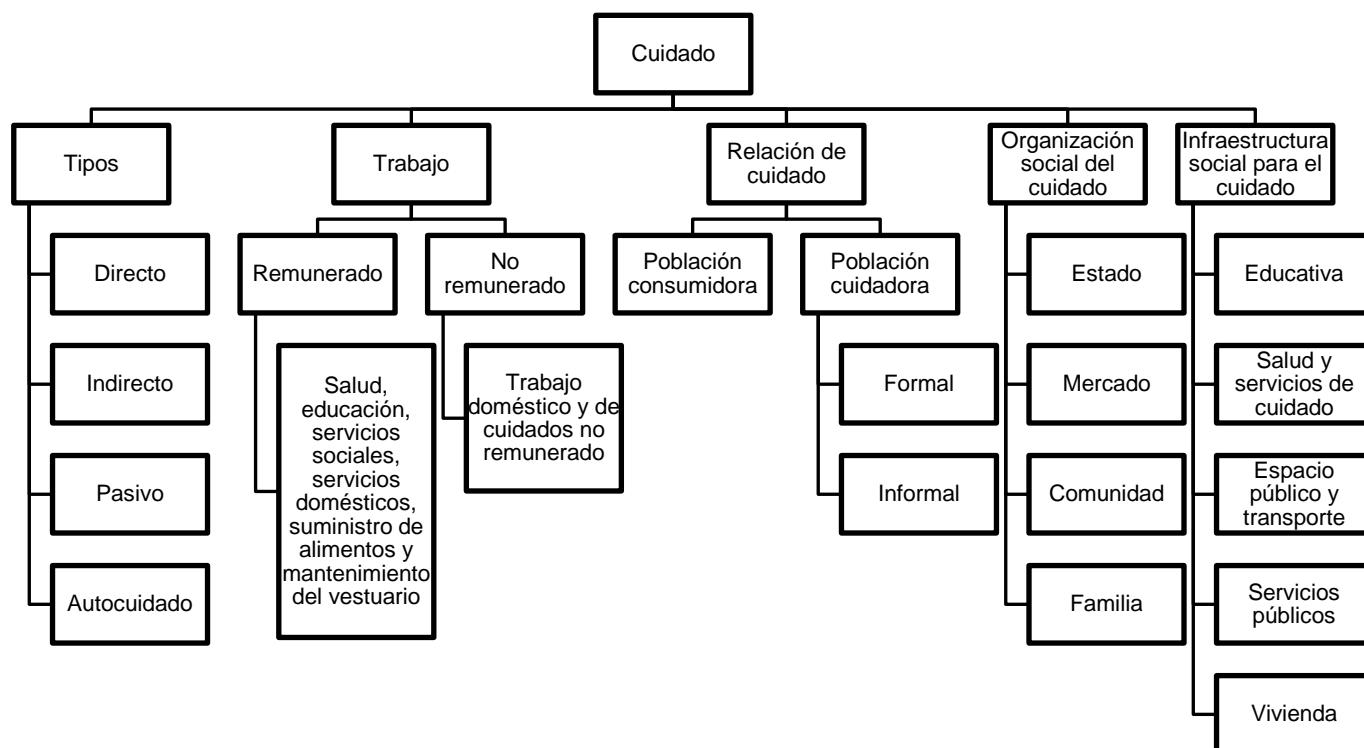 Cuidado
Tipos
Trabajo
Relación de
cuidado
Organización
social del
cuidado
Infraestructura
social para el
cuidado
Directo
Indirecto
Pasivo
Autocuidado
Remunerado
Salud,
educación,
servicios
sociales,
servicios
domésticos,
suministro de
alimentos y
mantenimiento
del vestuario
No
remunerado
Trabajo
doméstico y de
cuidados no
remunerado
Población
consumidora
Población
cuidadora
Formal
Informal
Estado
Mercado
Comunidad
Familia
Educativa
Salud y
servicios de
cuidado
Espacio
público y
transporte
Servicios
públicos
Vivienda